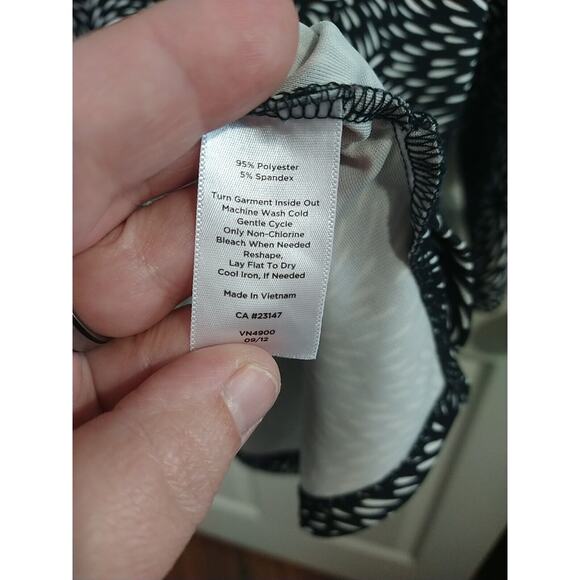 95% Polyester
5% Spandex
Turn Garment Inside Out
Machine Wash Cold
Gentle Cycle
Only Non-Chlorine
Bleach When Needed
Reshape,
Lay Flat To Dry
Cool Iron, If Needed
Made in Vietnam
CA #23147
VN4900
09/12